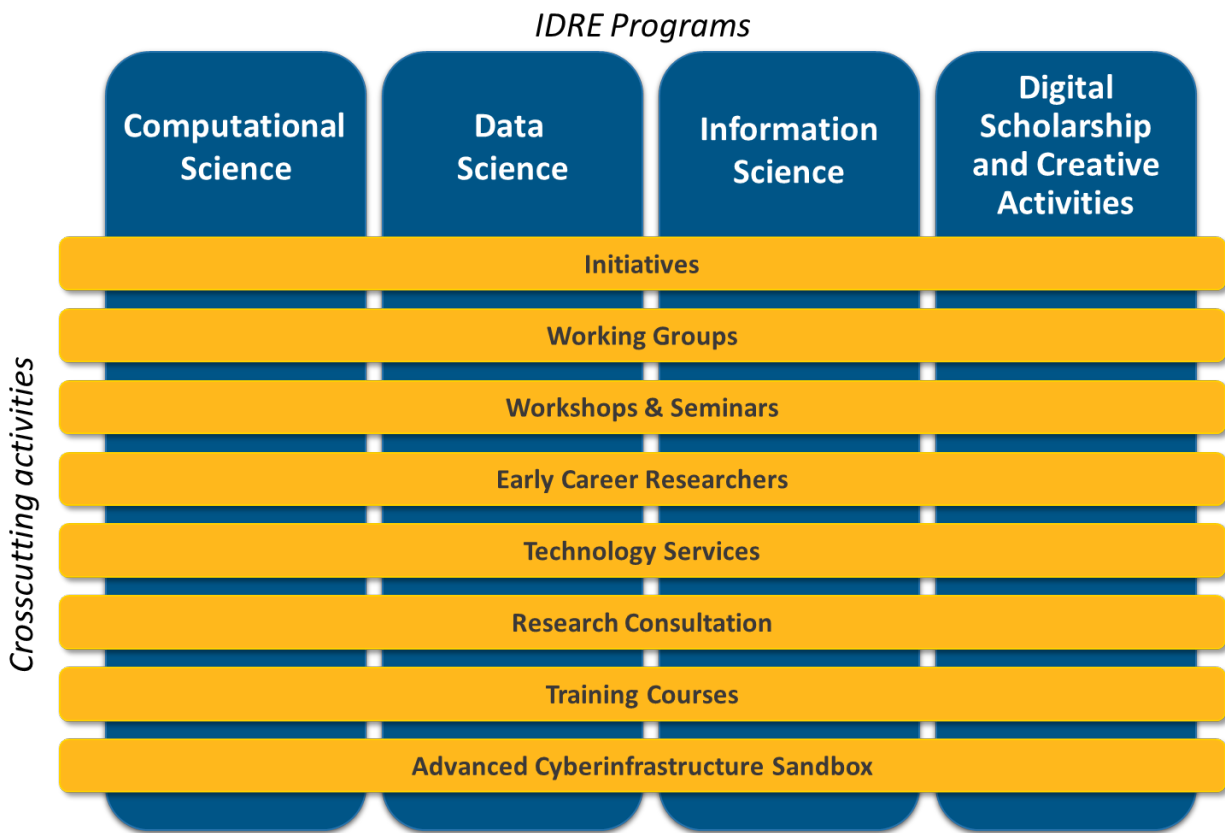 IDRE Programs
Computational
Science
Data
Science
Information
Science
Digital
Scholarship
and Creative
Activities
Crosscutting activities
Initiatives
Working Groups
Workshops & Seminars
Early Career Researchers
Technology Services
Research Consultation
Training Courses
Advanced Cyberinfrastructure Sandbox